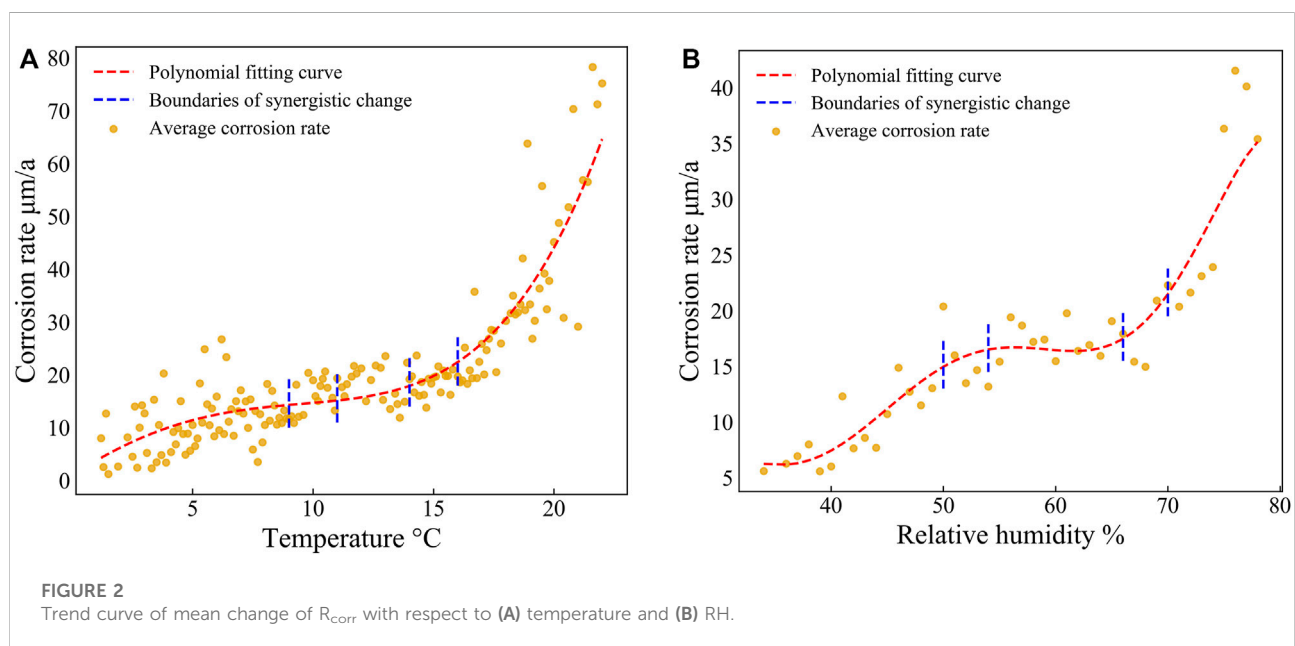 A
Polynomial fitting curve
Boundaries of synergistic change
Average corrosion rate
80
70
60
50
40
30
20
10
0
Corrosion rate μm/a
5 10 15 20
Temperature °C
B
Polynomial fitting curve
Boundaries of synergistic change
Average corrosion rate
40
35
30
25
20
15
10
5
Corrosion rate μm/a
40 50 60 70 80
Relative humidity %
FIGURE 2
Trend curve of mean change of Rcorr with respect to (A) temperature and (B) RH.